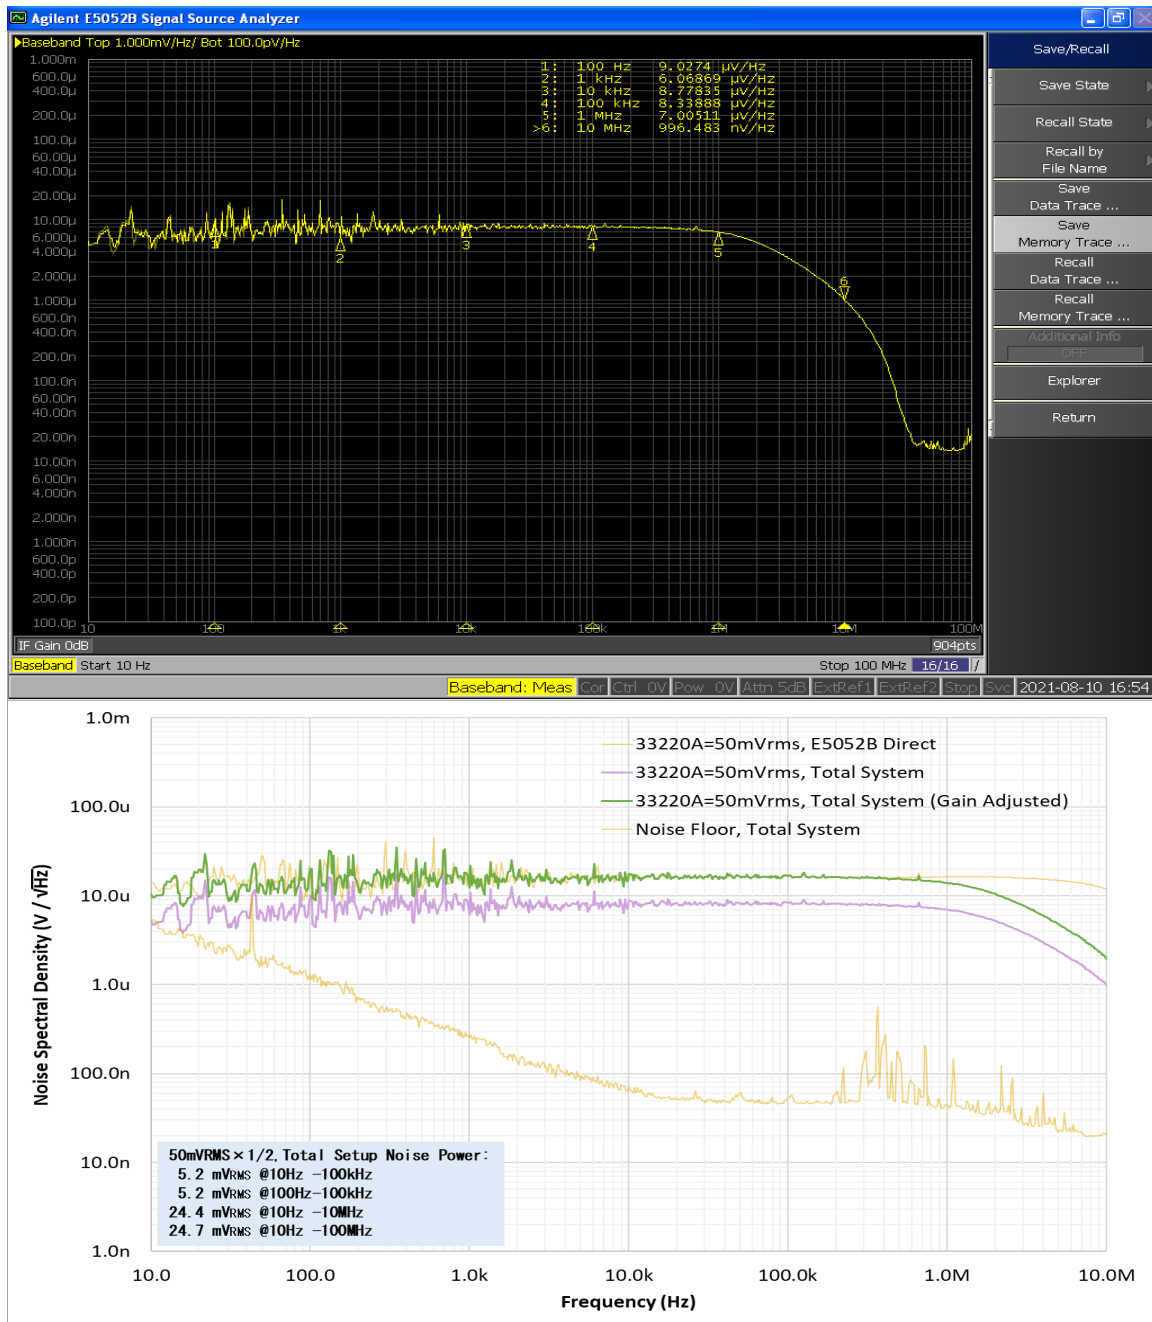 Agilent E5052B Signal Source Analyzer
Baseband Top 1.000mV/Hz/ Bot 100.0pV/Hz
1: 100 Hz 9.0274 µV/Hz
2: 1 kHz 6.06869 µV/Hz
3: 10 kHz 8.77835 µV/Hz
4: 100 kHz 8.33888 µV/Hz
5: 1 MHz 7.00511 µV/Hz
>6: 10 MHz 996.483 nV/Hz
1.000m
600.0µ
400.0µ
200.0µ
100.0µ
60.00µ
40.00µ
20.00µ
10.00µ
6.000µ
4.000µ
2.000µ
1.000µ
600.0n
400.0n
200.0n
100.0n
60.00n
40.00n
20.00n
10.00n
6.000n
4.000n
2.000n
1.000n
600.0p
400.0p
200.0p
100.0p
1
2
3
4
5
6
10 100 1k 10k 100k 1M 10M 100M
IF Gain 0dB
904pts
Baseband Start 10 Hz
Stop 100 MHz 16/16 /
Baseband: Meas Cor Ctrl 0V Pow 0V Attn 5dB ExtRef1 ExtRef2 Stop Svc 2021-08-10 16:54
Save/Recall
Save State
Recall State
Recall by
File Name
Save
Data Trace ...
Save
Memory Trace ...
Recall
Data Trace ...
Recall
Memory Trace ...
Additional Info
OFF
Explorer
Return
33220A=50mVrms, E5052B Direct
33220A=50mVrms, Total System
33220A=50mVrms, Total System (Gain Adjusted)
Noise Floor, Total System
Noise Spectral Density (V / √Hz)
1.0m
100.0u
10.0u
1.0u
100.0n
10.0n
1.0n
50mVRMS×1/2, Total Setup Noise Power:
5.2 mVRMS @10Hz -100kHz
5.2 mVRMS @100Hz-100kHz
24.4 mVRMS @10Hz -10MHz
24.7 mVRMS @10Hz -100MHz
10.0 100.0 1.0k 10.0k 100.0k 1.0M 10.0M
Frequency (Hz)